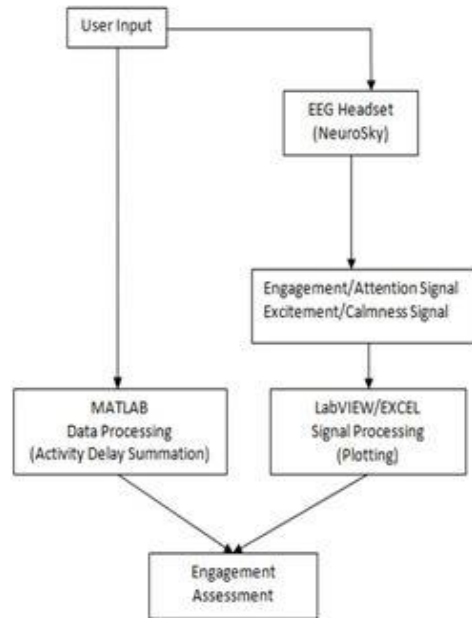 User Input
EEG Headset
(NeuroSky)
Engagement/Attention Signal
Excitement/Calmness Signal
MATLAB
Data Processing
(Activity Delay Summation)
LabVIEW/EXCEL
Signal Processing
(Plotting)
Engagement
Assessment